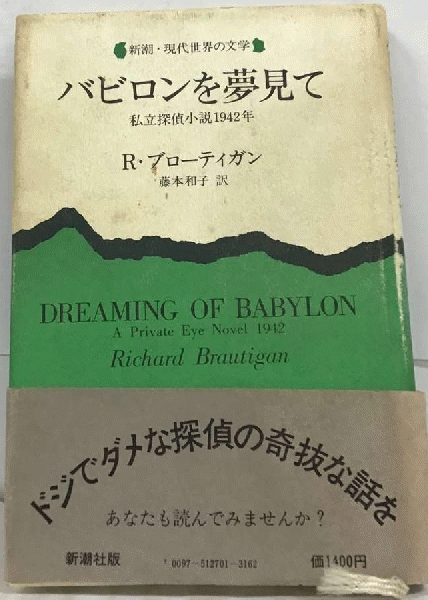 新潮・現代世界の文学
バビロンを夢見て
私立探偵小説1942年
R・ブローティガン
藤本和子 訳
DREAMING OF BABYLON
A Private Eye Novel 1942
Richard Brautigan
ドジでダメな探偵の奇抜な話を
あなたも読んでみませんか?
新潮社版
0097-512701-3162
価1400円